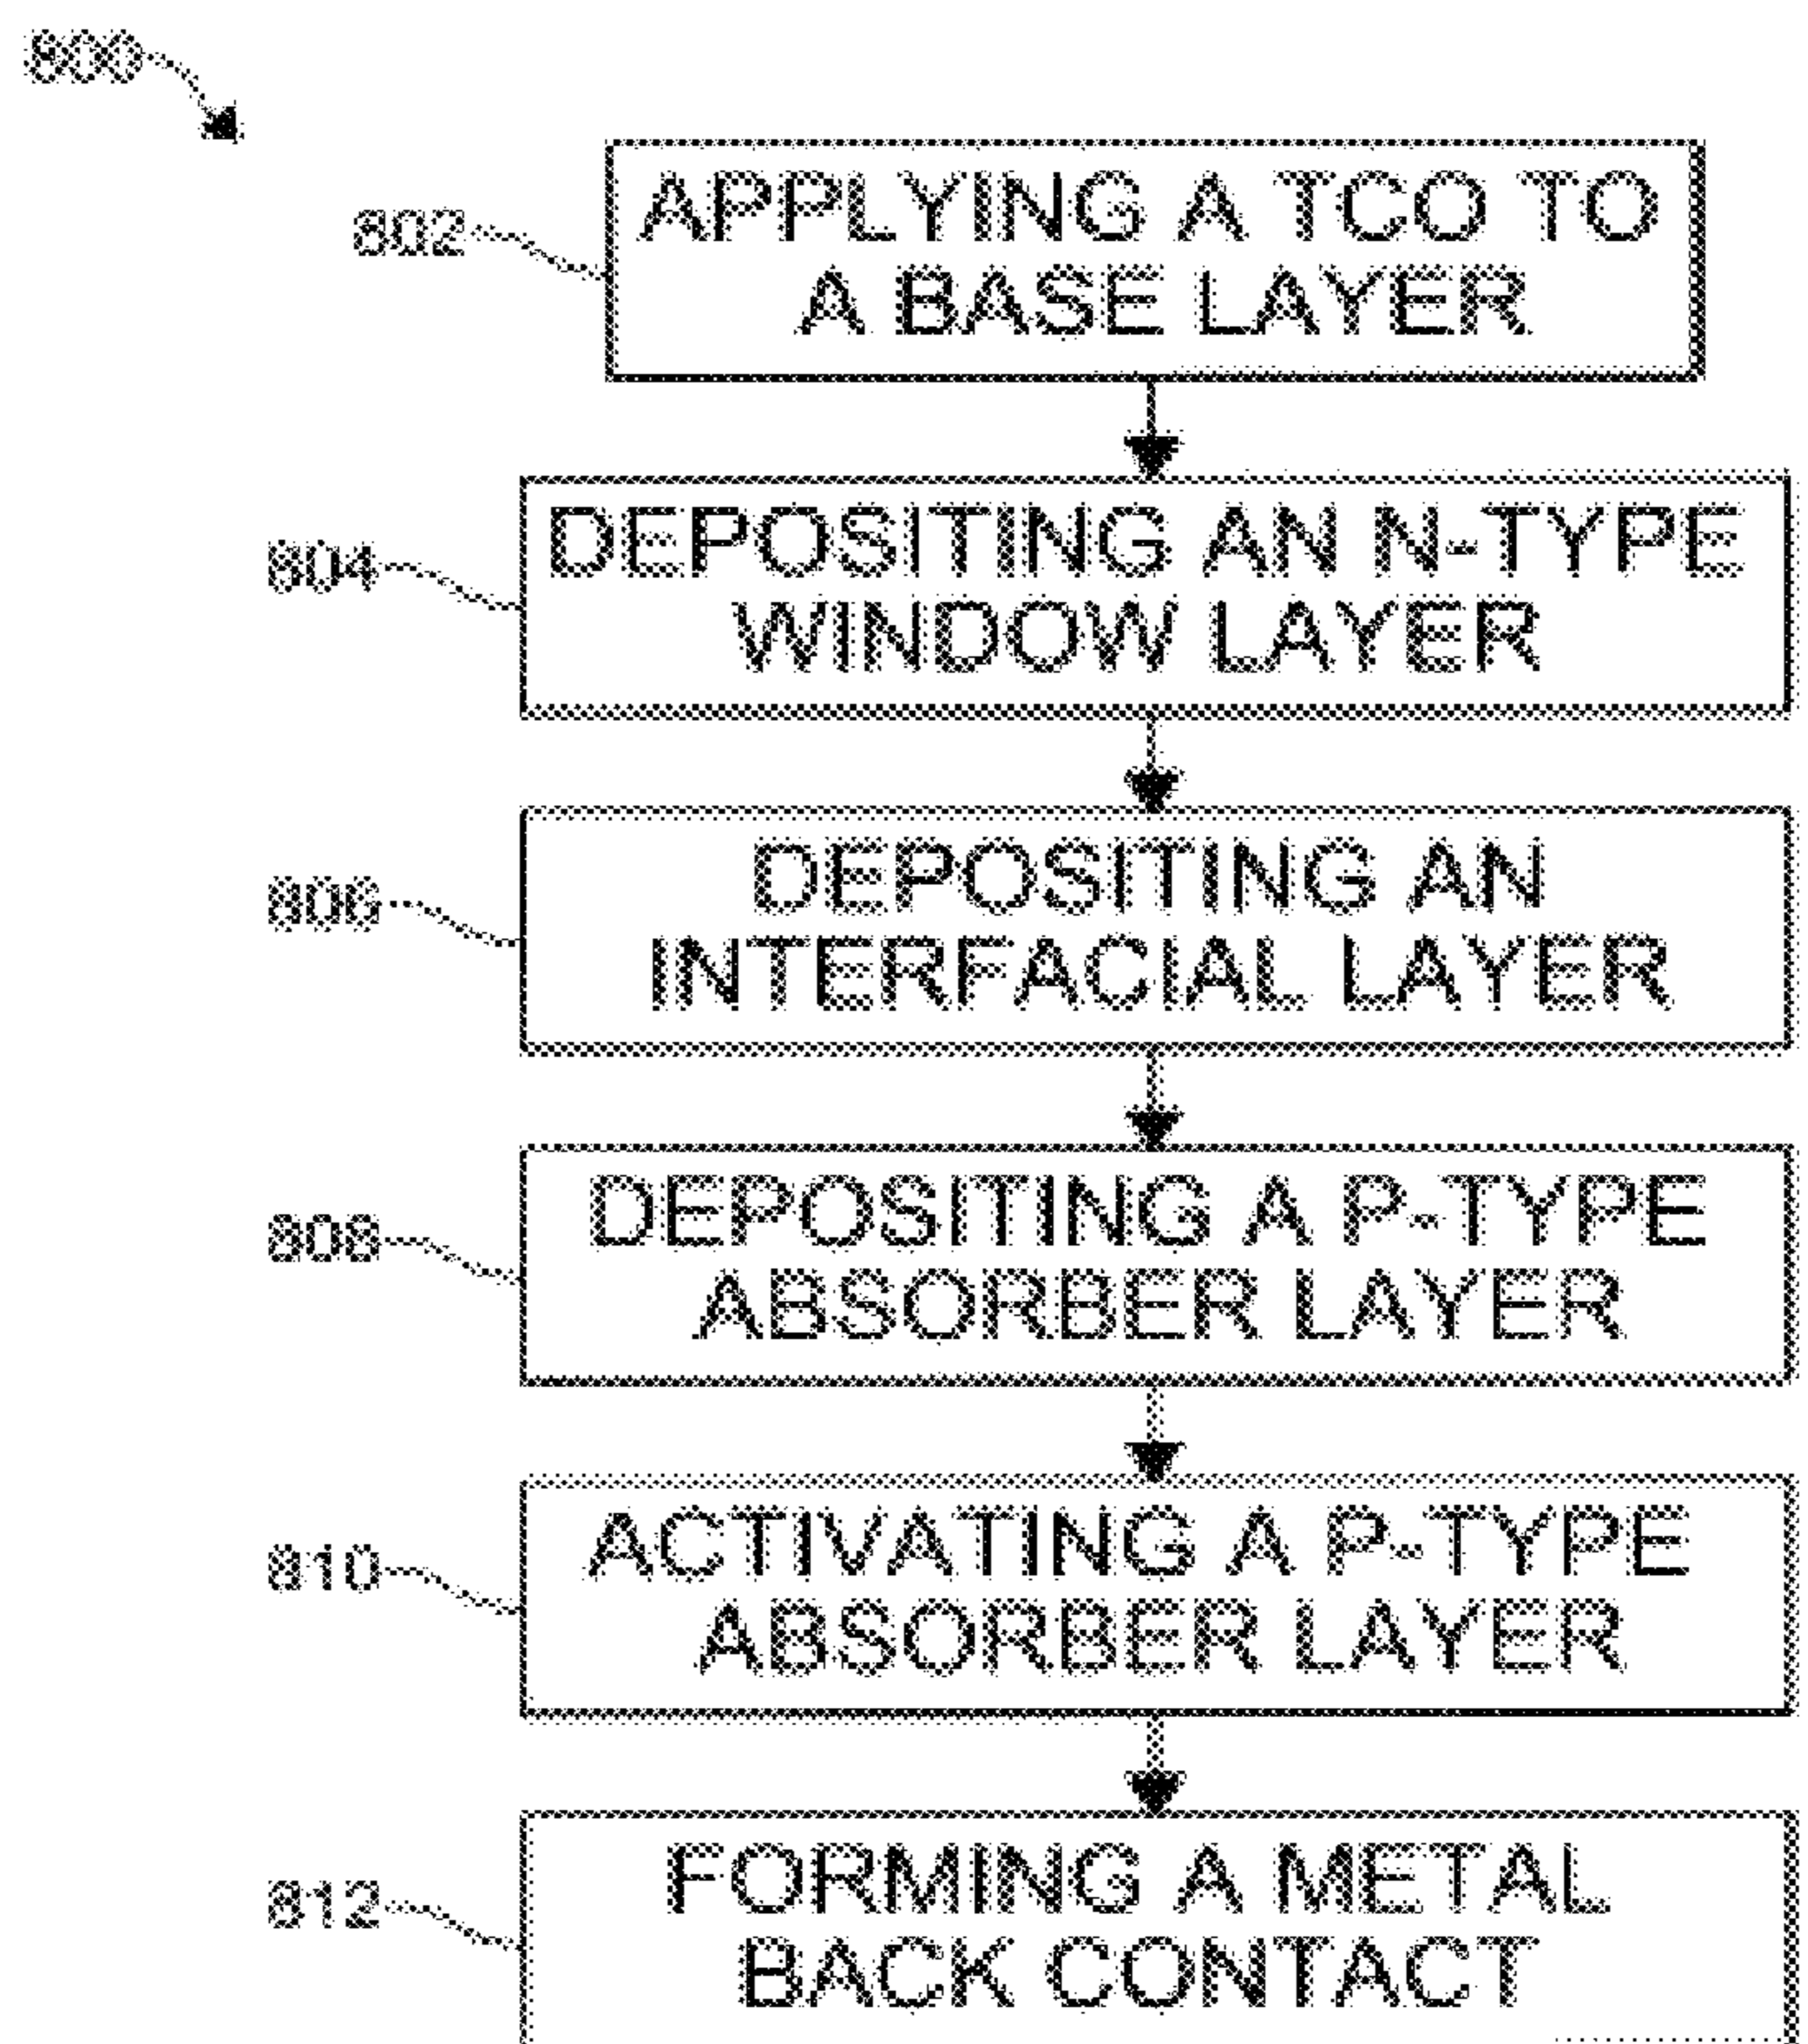 800
802
APPLYING A TCO TO
A BASE LAYER
804
DEPOSITING AN N-TYPE
WINDOW LAYER
806
DEPOSITING AN
INTERFACIAL LAYER
808
DEPOSITING A P-TYPE
ABSORBER LAYER
810
ACTIVATING A P-TYPE
ABSORBER LAYER
812
FORMING A METAL
BACK CONTACT